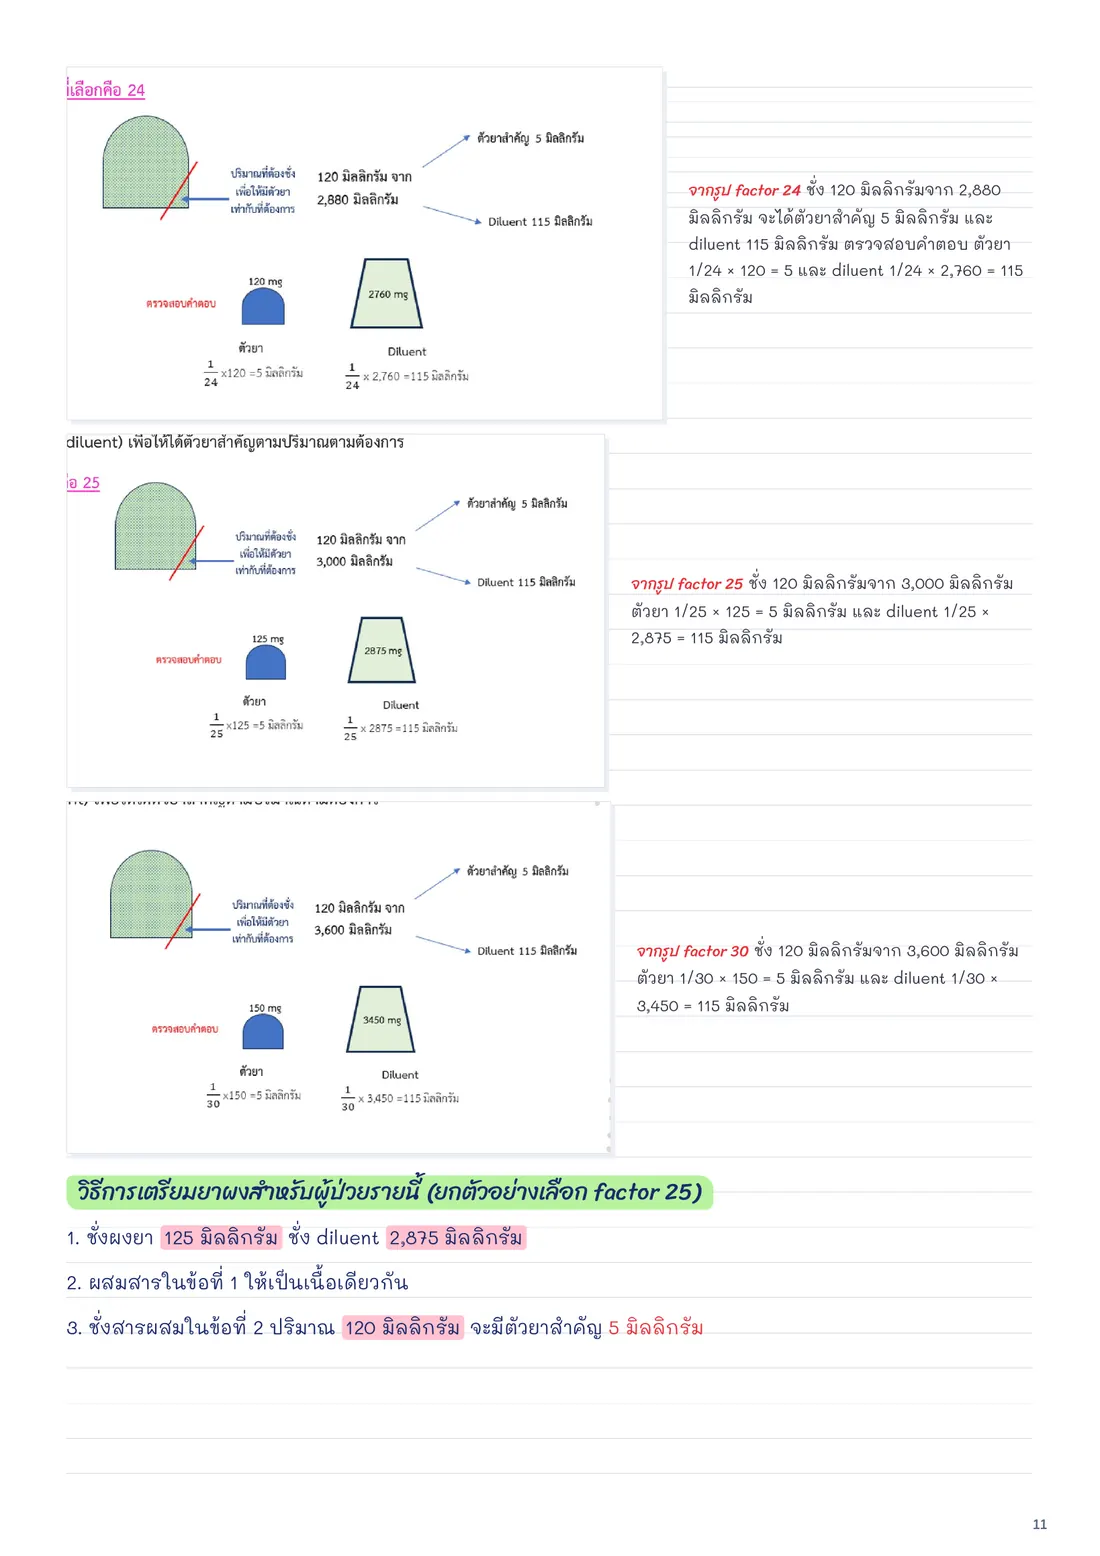 ี่เลือกคือ 24
ตัวยาสำคัญ 5 มิลลิกรัม
ปริมาณที่ต้องชั่ง
เพื่อให้มีตัวยา
เท่ากับที่ต้องการ
120 มิลลิกรัม จาก
2,880 มิลลิกรัม
Diluent 115 มิลลิกรัม
ตรวจสอบคำตอบ
120 mg
2760 mg
ตัวยา
Diluent
1/24 x120 =5 มิลลิกรัม
1/24 x 2,760 =115 มิลลิกรัม
จากรูป factor 24 ชั่ง 120 มิลลิกรัมจาก 2,880
มิลลิกรัม จะได้ตัวยาสำคัญ 5 มิลลิกรัม และ
diluent 115 มิลลิกรัม ตรวจสอบคำตอบ ตัวยา
1/24 × 120 = 5 และ diluent 1/24 × 2,760 = 115
มิลลิกรัม
diluent) เพื่อให้ได้ตัวยาสำคัญตามปริมาณตามต้องการ
ือ 25
ตัวยาสำคัญ 5 มิลลิกรัม
ปริมาณที่ต้องชั่ง
เพื่อให้มีตัวยา
เท่ากับที่ต้องการ
120 มิลลิกรัม จาก
3,000 มิลลิกรัม
Diluent 115 มิลลิกรัม
ตรวจสอบคำตอบ
125 mg
2875 mg
ตัวยา
Diluent
1/25 x125 =5 มิลลิกรัม
1/25 x 2875 =115 มิลลิกรัม
จากรูป factor 25 ชั่ง 120 มิลลิกรัมจาก 3,000 มิลลิกรัม
ตัวยา 1/25 × 125 = 5 มิลลิกรัม และ diluent 1/25 ×
2,875 = 115 มิลลิกรัม
ตัวยาสำคัญ 5 มิลลิกรัม
ปริมาณที่ต้องชั่ง
เพื่อให้มีตัวยา
เท่ากับที่ต้องการ
120 มิลลิกรัม จาก
3,600 มิลลิกรัม
Diluent 115 มิลลิกรัม
ตรวจสอบคำตอบ
150 mg
3450 mg
ตัวยา
Diluent
1/30 x150 =5 มิลลิกรัม
1/30 x 3,450 =115 มิลลิกรัม
จากรูป factor 30 ชั่ง 120 มิลลิกรัมจาก 3,600 มิลลิกรัม
ตัวยา 1/30 × 150 = 5 มิลลิกรัม และ diluent 1/30 ×
3,450 = 115 มิลลิกรัม
วิธีการเตรียมยาผงสำหรับผู้ป่วยรายนี้ (ยกตัวอย่างเลือก factor 25)
1. ชั่งผงยา 125 มิลลิกรัม ชั่ง diluent 2,875 มิลลิกรัม
2. ผสมสารในข้อที่ 1 ให้เป็นเนื้อเดียวกัน
3. ชั่งสารผสมในข้อที่ 2 ปริมาณ 120 มิลลิกรัม จะมีตัวยาสำคัญ 5 มิลลิกรัม
11